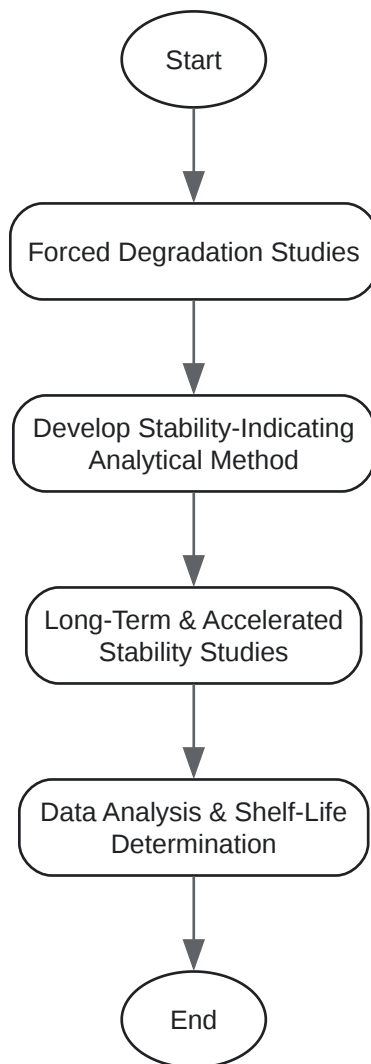 Start
Forced Degradation Studies
Develop Stability-Indicating
Analytical Method
Long-Term & Accelerated
Stability Studies
Data Analysis & Shelf-Life
Determination
End